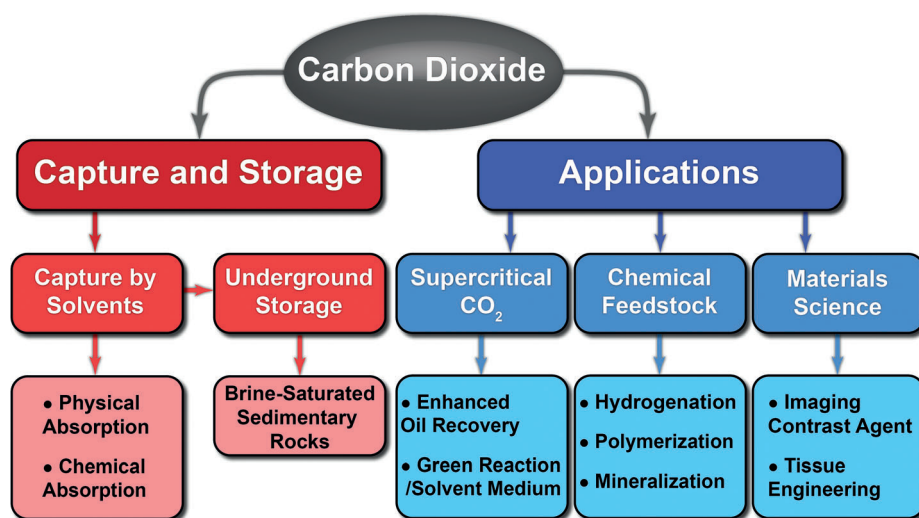 Carbon Dioxide
Capture and Storage
Applications
Capture by
Solvents
Underground
Storage
Supercritical
CO₂
Chemical
Feedstock
Materials
Science
• Physical
Absorption
• Chemical
Absorption
Brine-Saturated
Sedimentary
Rocks
• Enhanced
Oil Recovery
• Green Reaction
/Solvent Medium
• Hydrogenation
• Polymerization
• Mineralization
• Imaging
Contrast Agent
• Tissue
Engineering